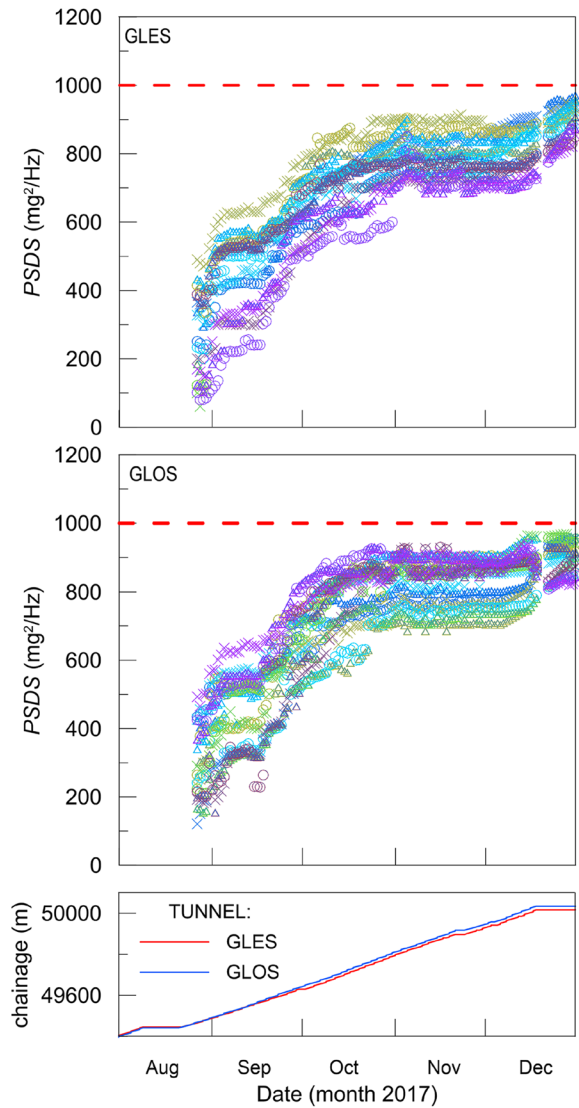 1200
GLES
1000
800
PSDS (mg²/Hz)
600
400
200
0
1200
GLOS
1000
800
PSDS (mg²/Hz)
600
400
200
0
50000
TUNNEL:
GLES
chainage (m)
GLOS
49600
Aug Sep Oct Nov Dec
Date (month 2017)